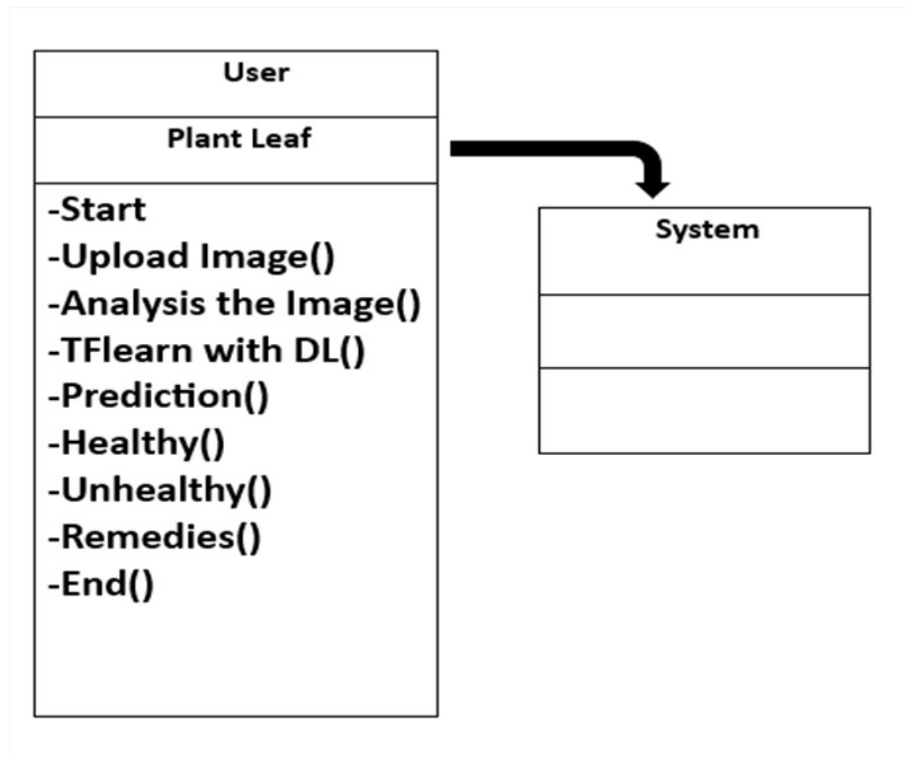 User
Plant Leaf
-Start
-Upload Image()
-Analysis the Image()
-TFlearn with DL()
-Prediction()
-Healthy()
-Unhealthy()
-Remedies()
-End()
System